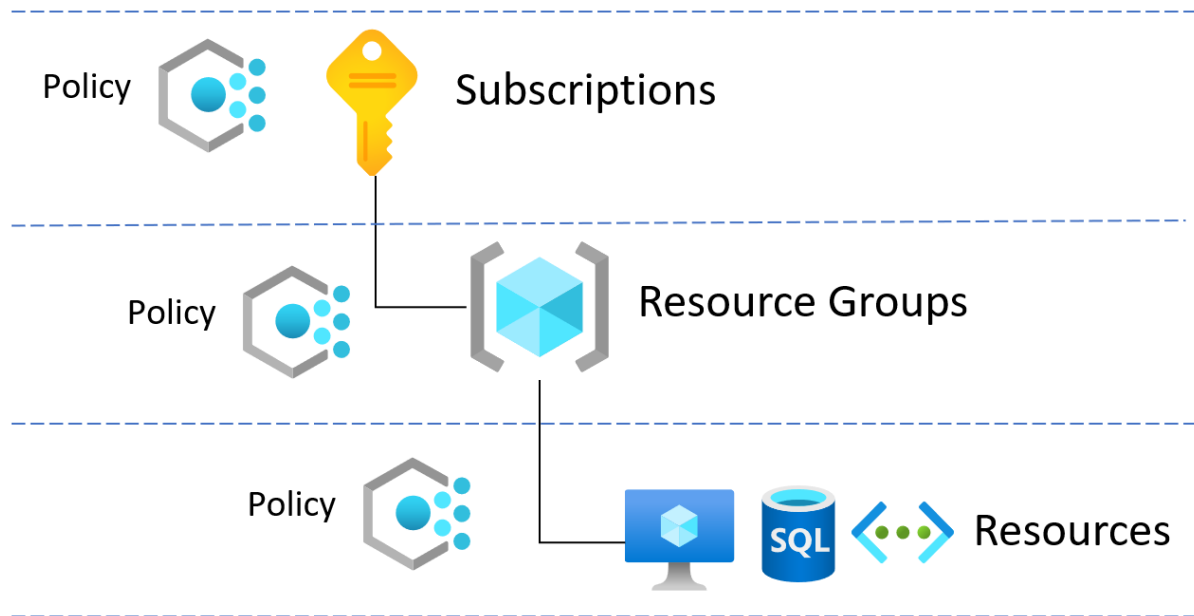 Policy
Subscriptions
Policy
Resource Groups
Policy
SQL
Resources